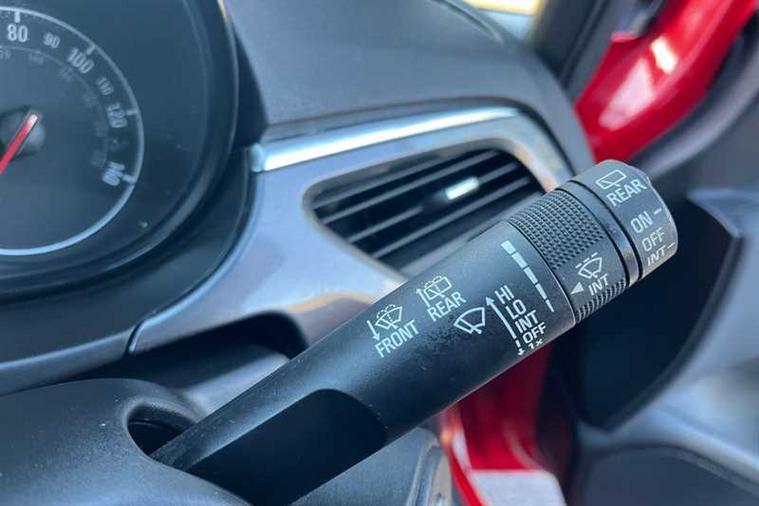 80
90
100
110
120
140
REAR
ON
OFF
INT
INT
REAR
FRONT
HI
LO
INT
OFF
1x